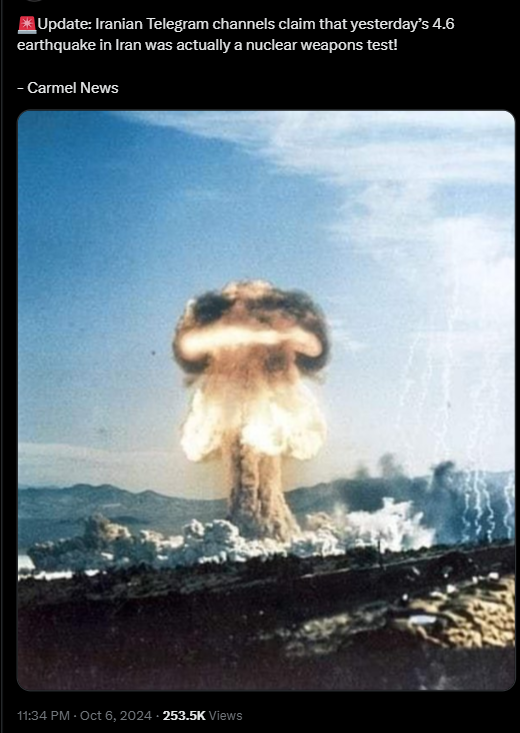 🚨Update: Iranian Telegram channels claim that yesterday’s 4.6
earthquake in Iran was actually a nuclear weapons test!
- Carmel News
11:34 PM · Oct 6, 2024 · 253.5K Views